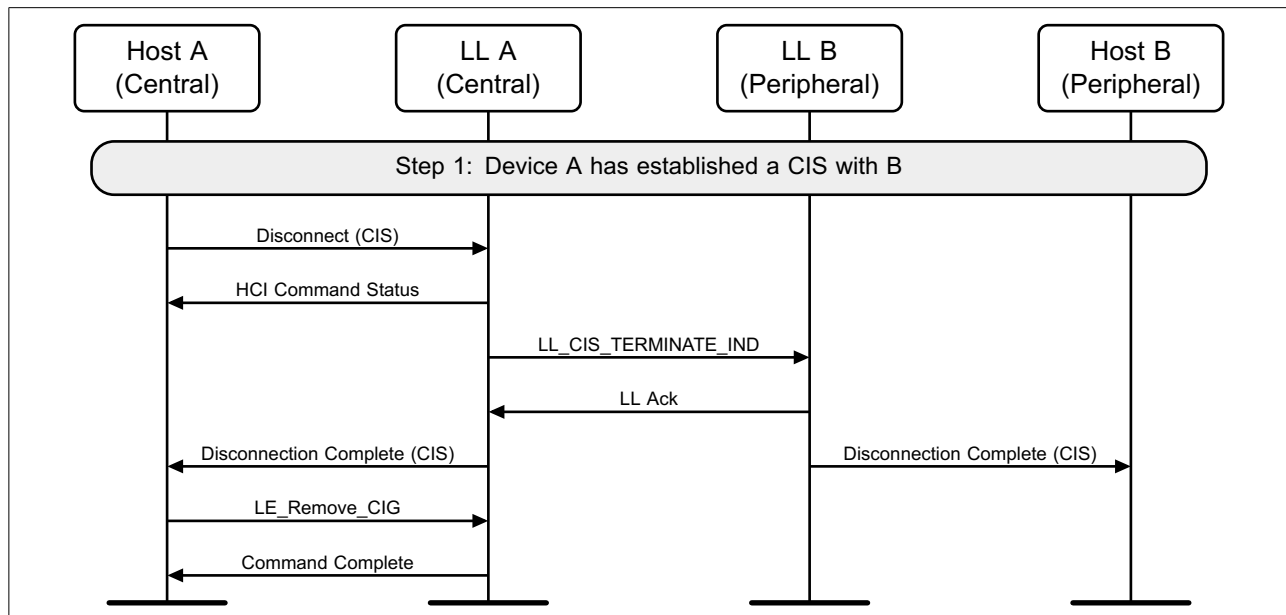 Host A
(Central)
LL A
(Central)
LL B
(Peripheral)
Host B
(Peripheral)
Step 1: Device A has established a CIS with B
Disconnect (CIS)
HCI Command Status
LL_CIS_TERMINATE_IND
LL Ack
Disconnection Complete (CIS)
Disconnection Complete (CIS)
LE_Remove_CIG
Command Complete